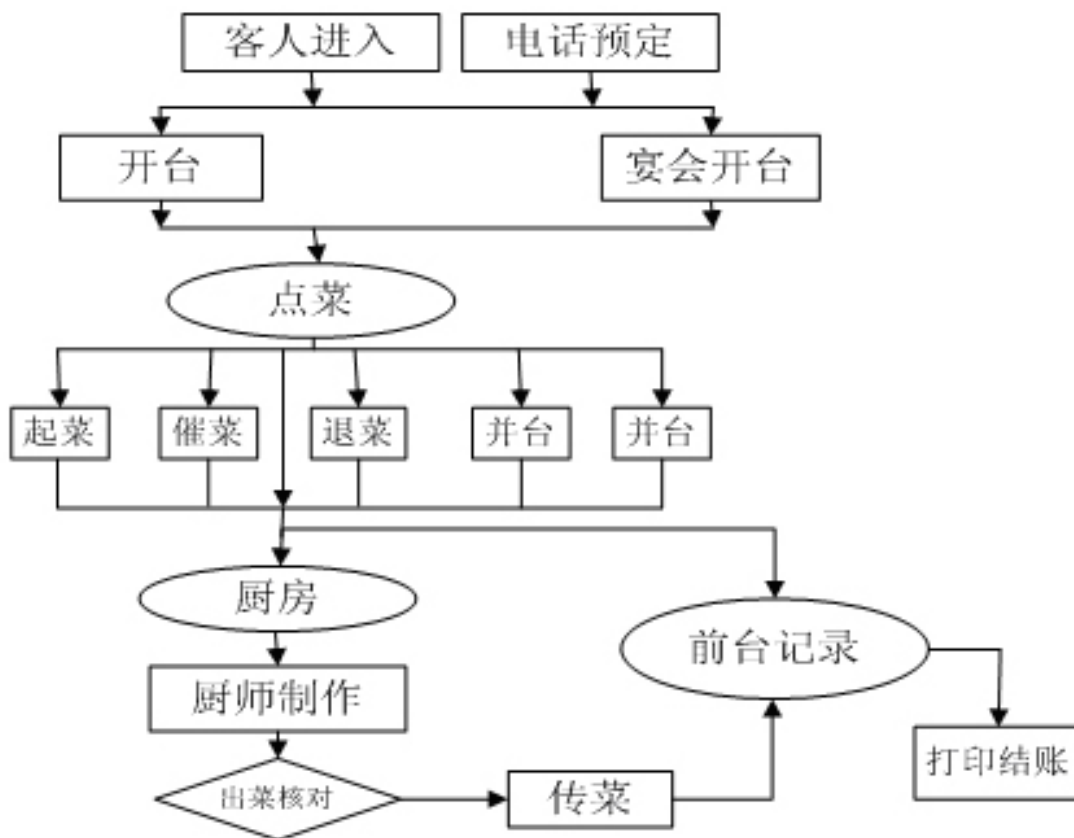 客人进入
电话预定
开台
宴会开台
点菜
起菜
催菜
退菜
并台
并台
厨房
前台记录
厨师制作
打印结账
出菜核对
传菜